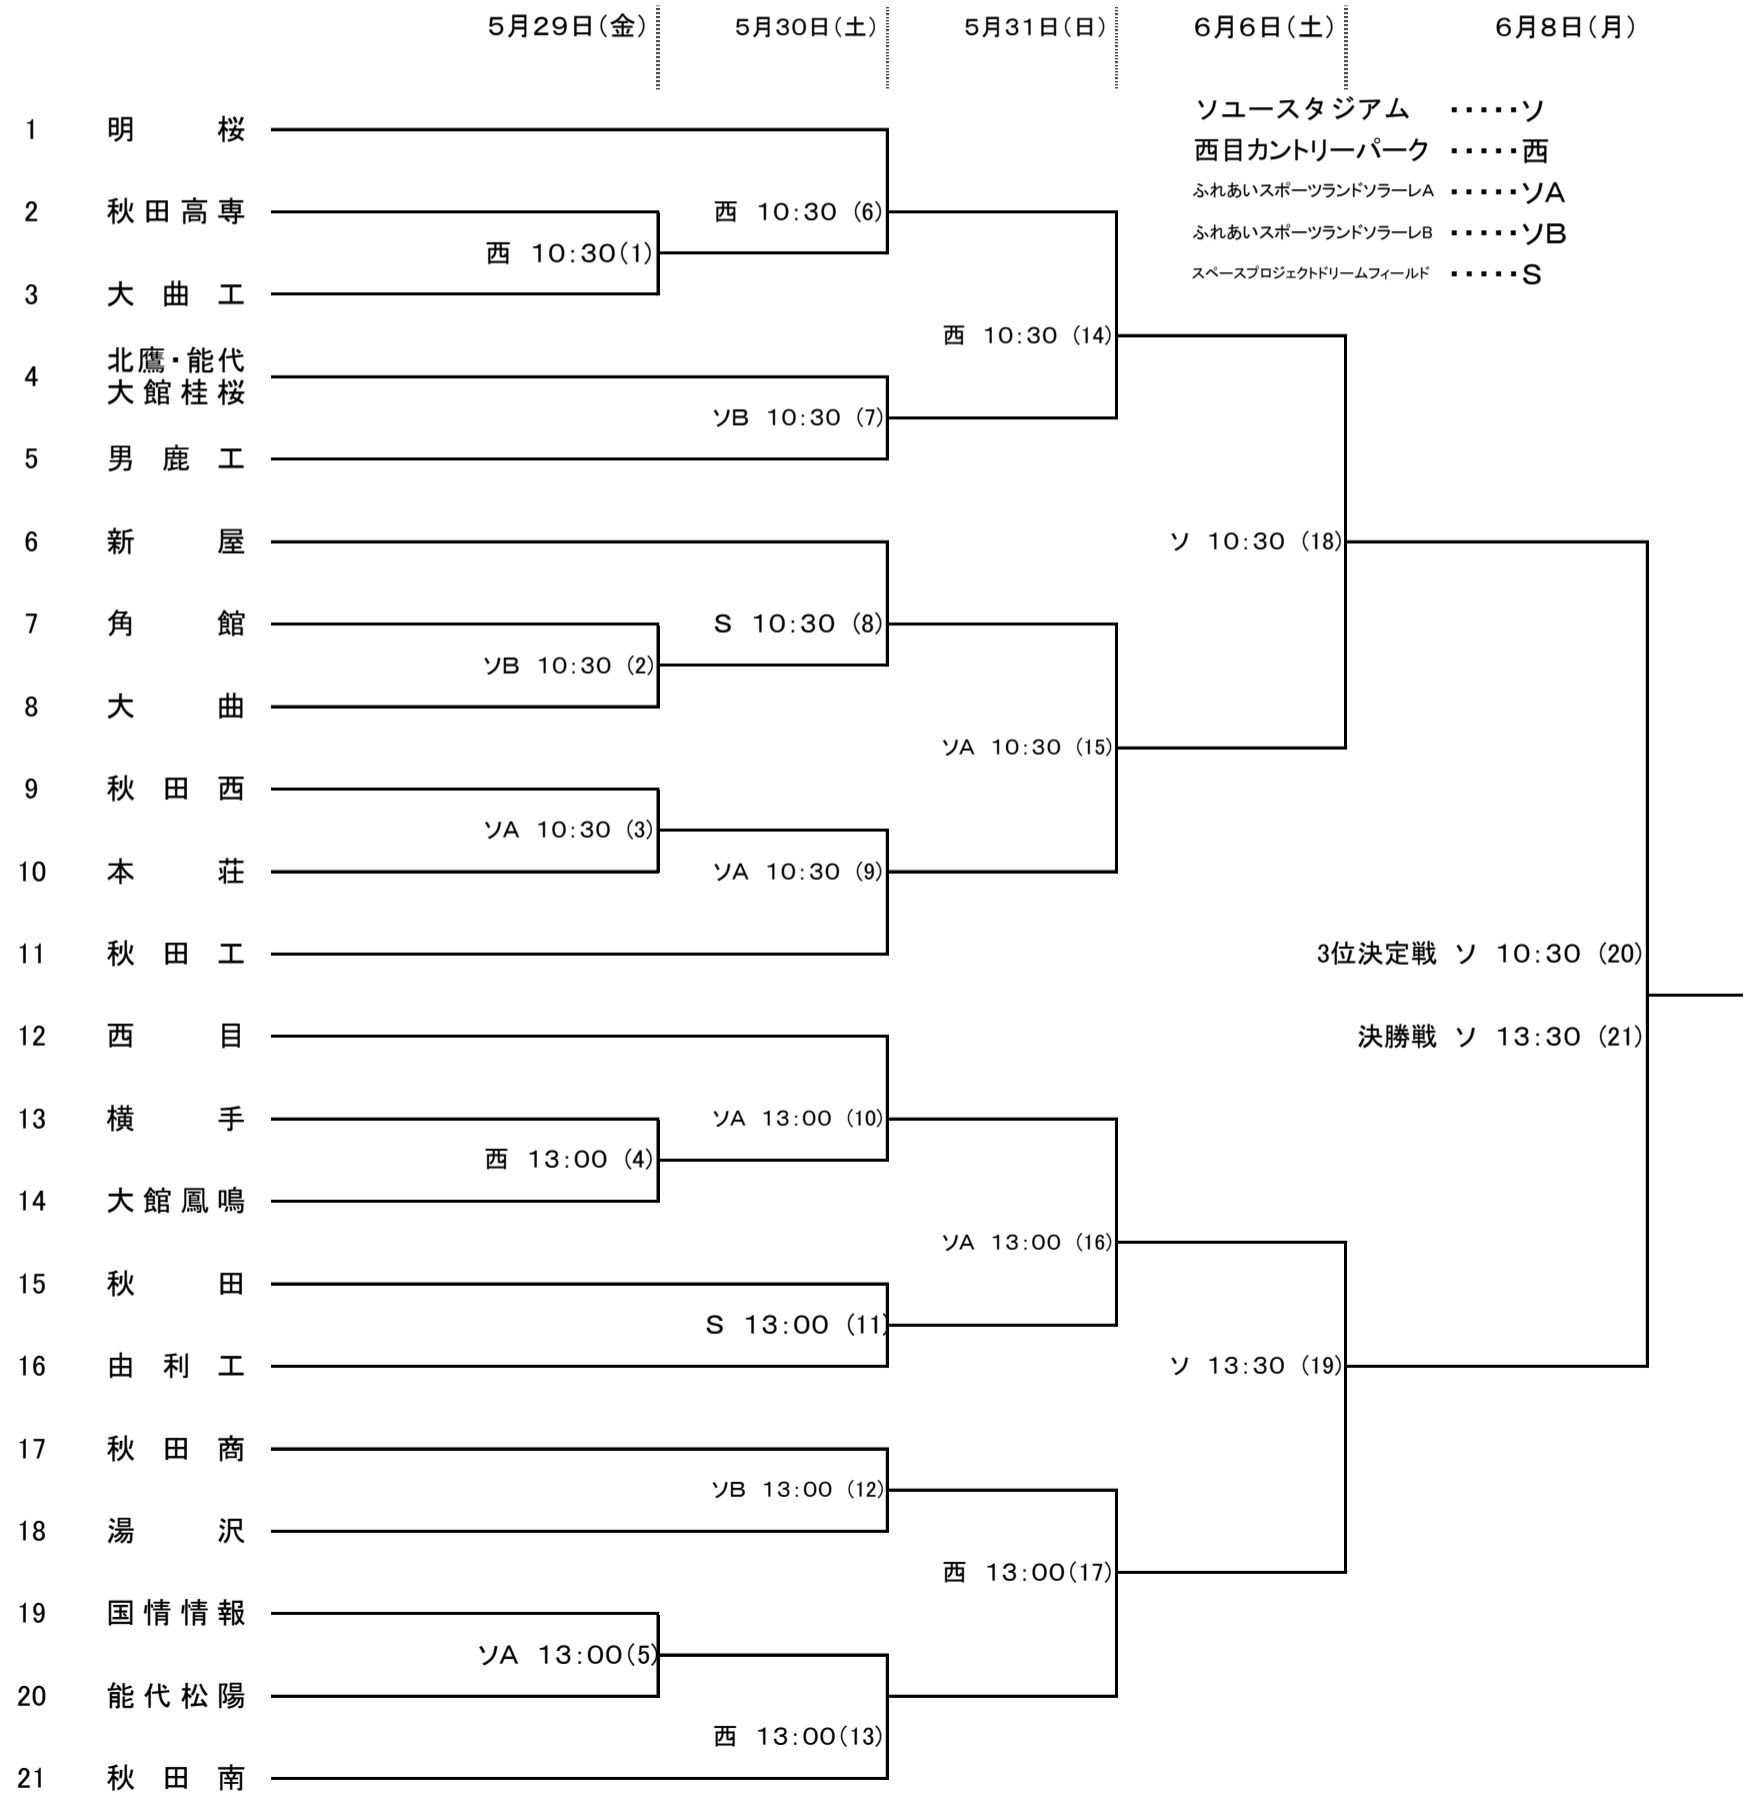 5月29日(金) 5月30日(土) 5月31日(日) 6月6日(土) 6月8日(月)
ソユースタジアム ・・・・・ソ
西目カントリーパーク ・・・・・西
ふれあいスポーツランドソラーレA ・・・・・ソA
ふれあいスポーツランドソラーレB ・・・・・ソB
スペースプロジェクトドリームフィールド ・・・・・S
1 明桜
2 秋田高専
西 10:30 (6)
西 10:30(1)
3 大曲工
西 10:30 (14)
4 北鷹・能代
大館桂桜
ソB 10:30 (7)
5 男鹿工
6 新屋
ソ 10:30 (18)
7 角館
S 10:30 (8)
ソB 10:30 (2)
8 大曲
ソA 10:30 (15)
9 秋田西
ソA 10:30 (3)
10 本荘
ソA 10:30 (9)
11 秋田工
3位決定戦 ソ 10:30 (20)
12 西目
決勝戦 ソ 13:30 (21)
13 横手
ソA 13:00 (10)
西 13:00 (4)
14 大館鳳鳴
ソA 13:00 (16)
15 秋田
S 13:00 (11)
16 由利工
ソ 13:30 (19)
17 秋田商
ソB 13:00 (12)
18 湯沢
西 13:00(17)
19 国情情報
ソA 13:00(5)
20 能代松陽
西 13:00(13)
21 秋田南